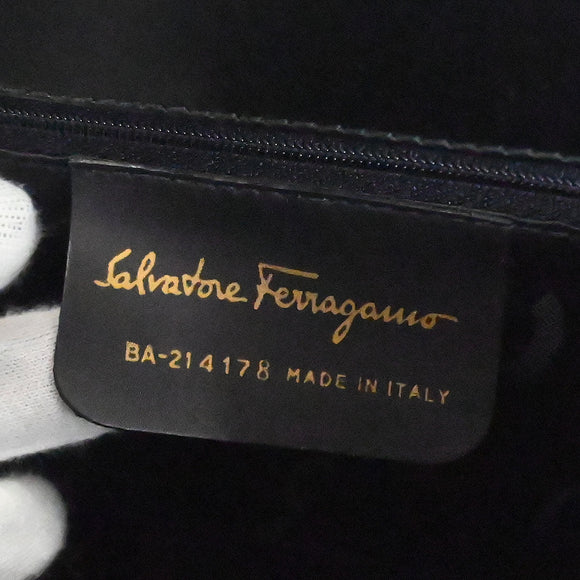 Salvatore Ferragamo
BA-214178 MADE IN ITALY